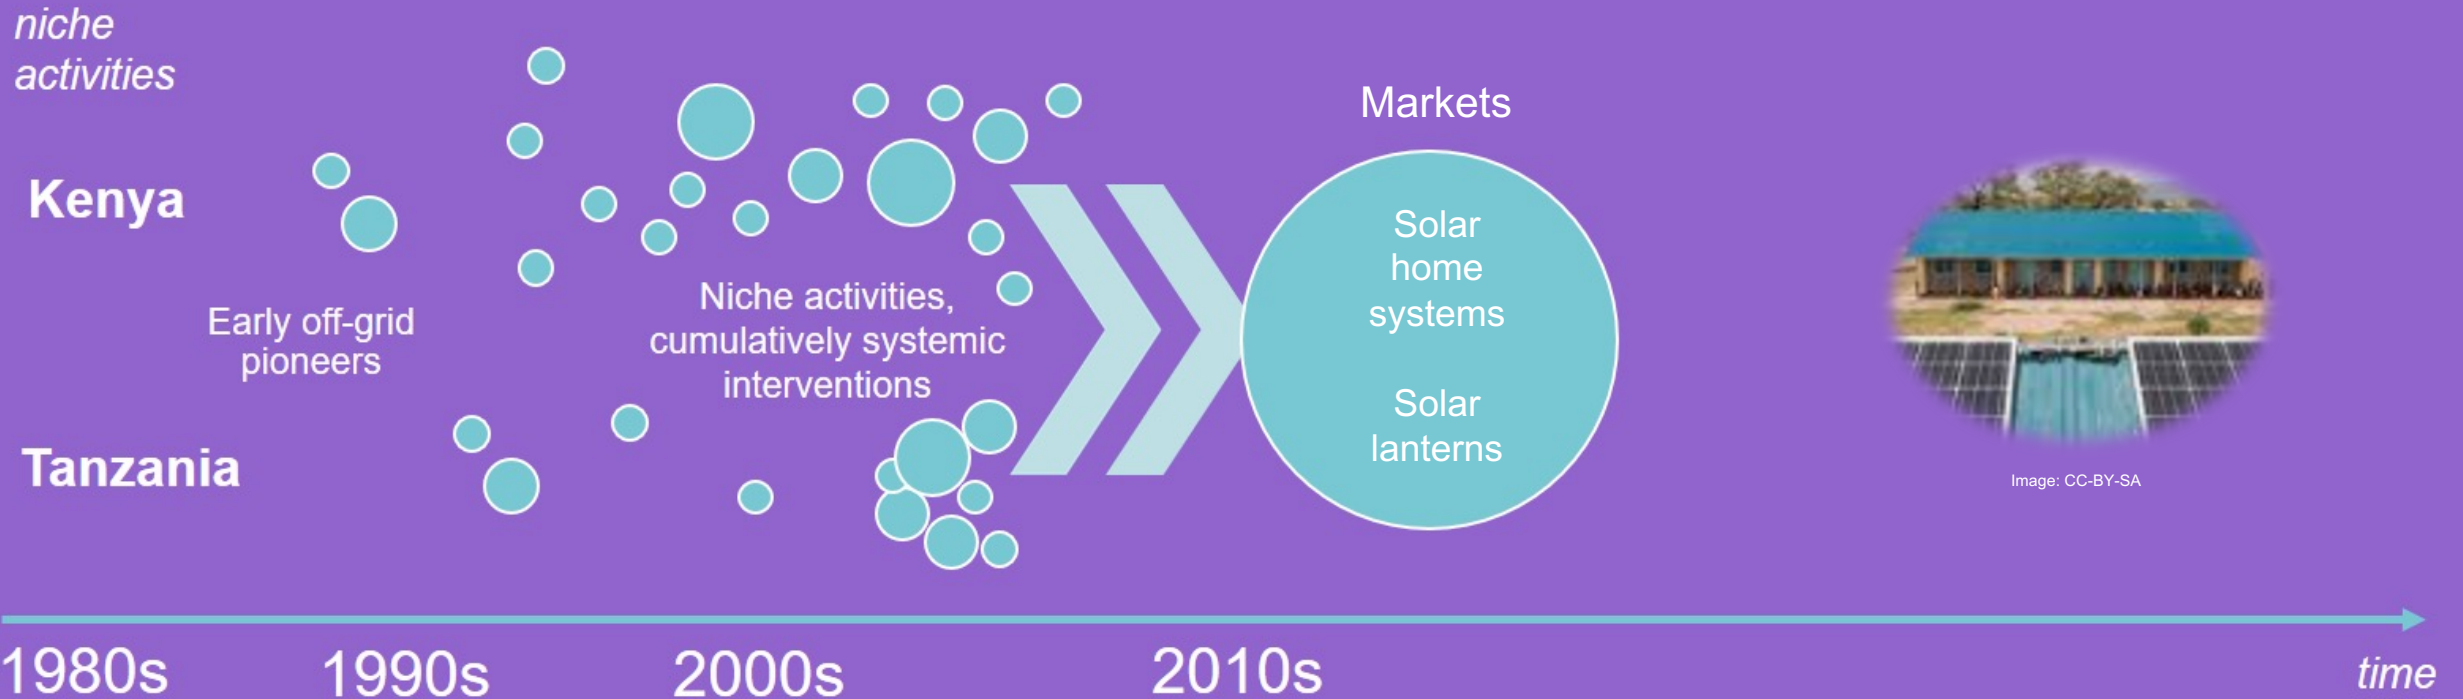 niche
activities
Kenya
Early off-grid
pioneers
Niche activities,
cumulatively systemic
interventions
Tanzania
Markets
Solar
home
systems
Solar
lanterns
Image: CC-BY-SA
1980s
1990s
2000s
2010s
time